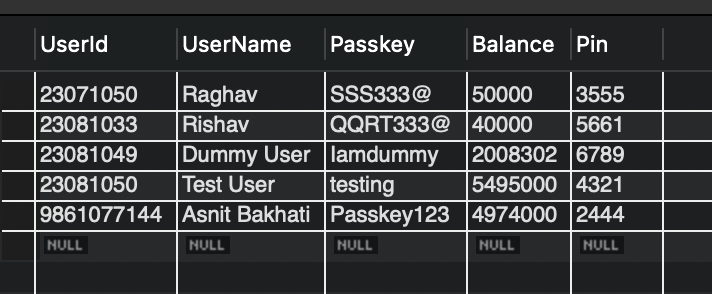 UserId UserName Passkey Balance Pin
23071050 Raghav SSS333@ 50000 3555
23081033 Rishav QQRT333@ 40000 5661
23081049 Dummy User Iamdummy 2008302 6789
23081050 Test User testing 5495000 4321
9861077144 Asnit Bakhati Passkey123 4974000 2444
NULL NULL NULL NULL NULL